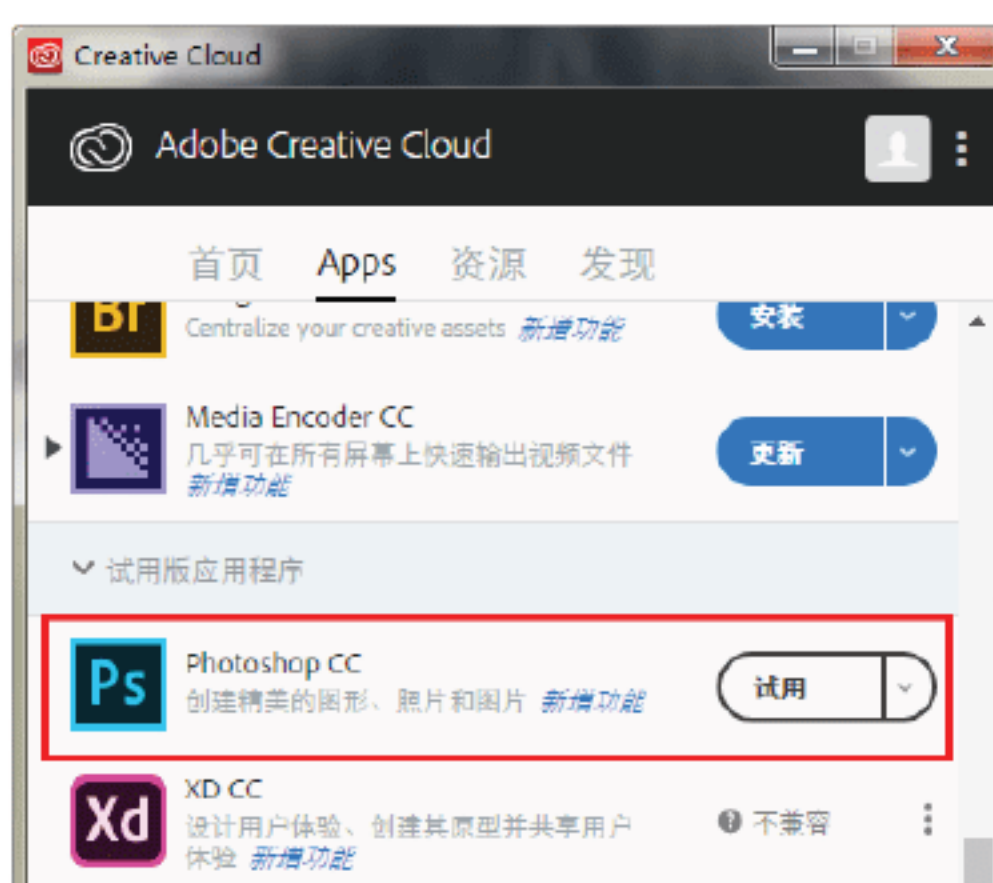 Creative Cloud
Adobe Creative Cloud
首页 Apps 资源 发现
Br
Centralize your creative assets 新增功能 安装
Media Encoder CC
几乎可在所有屏幕上快速输出视频文件 更新
新增功能
试用版应用程序
Photoshop CC
Ps 创建精美的图形、照片和图片 新增功能 试用
XD CC
Xd 设计用户体验、创建其原型并共享用户 不兼容
体验 新增功能